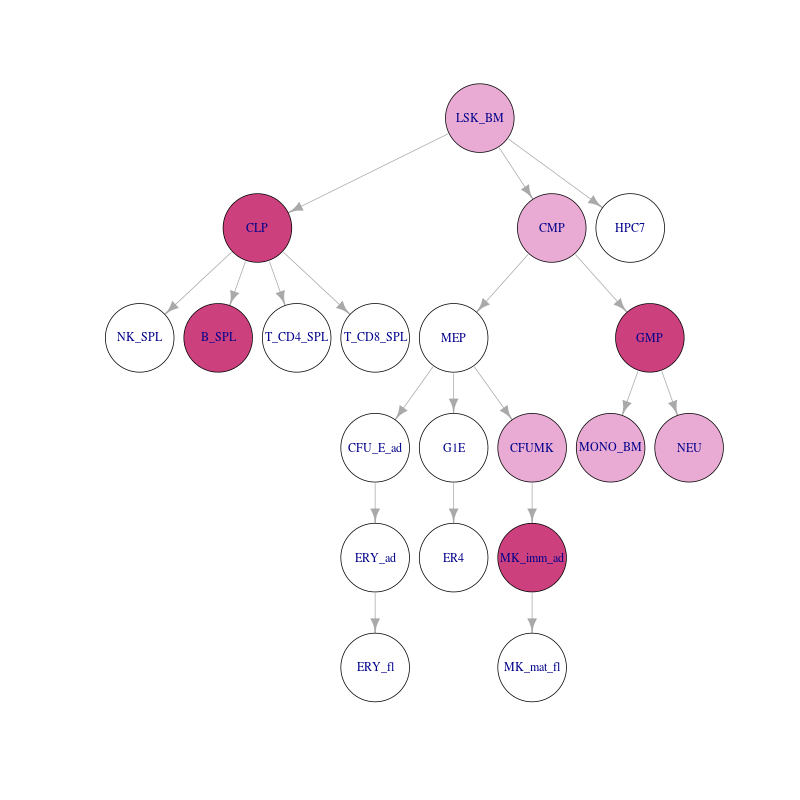 LSK_BM
CLP
CMP
HPC7
NK_SPL
B_SPL
T_CD4_SPL
T_CD8_SPL
MEP
GMP
CFU_E_ad
G1E
CFUMK
MONO_BM
NEU
ERY_ad
ER4
MK_imm_ad
ERY_fl
MK_mat_fl